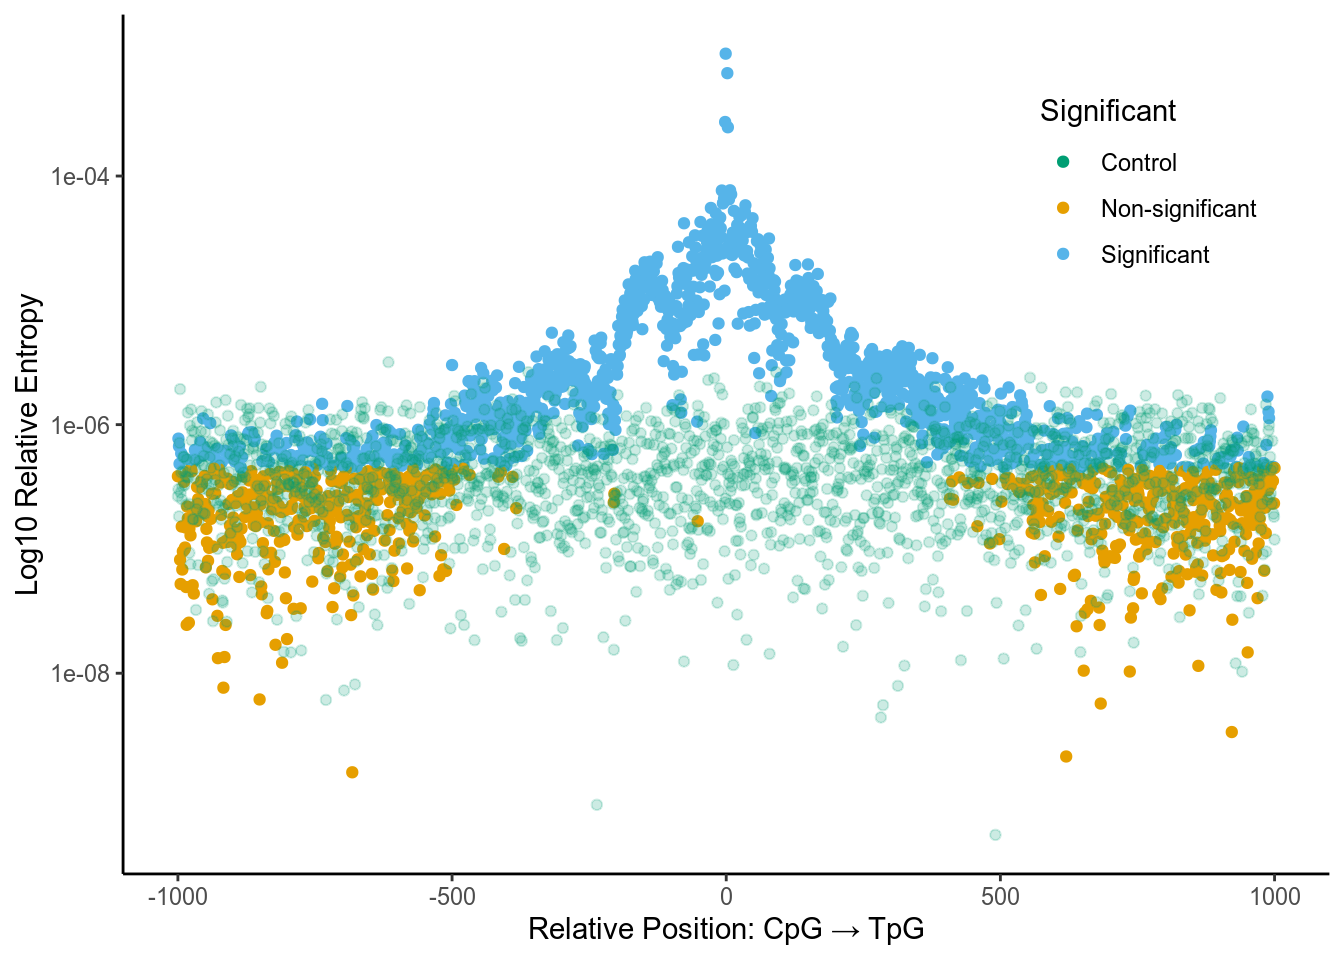 Significant
Control
Non-significant
Significant
Log10 Relative Entropy
1e-04
1e-06
1e-08
-1000
-500
0
500
1000
Relative Position: CpG → TpG